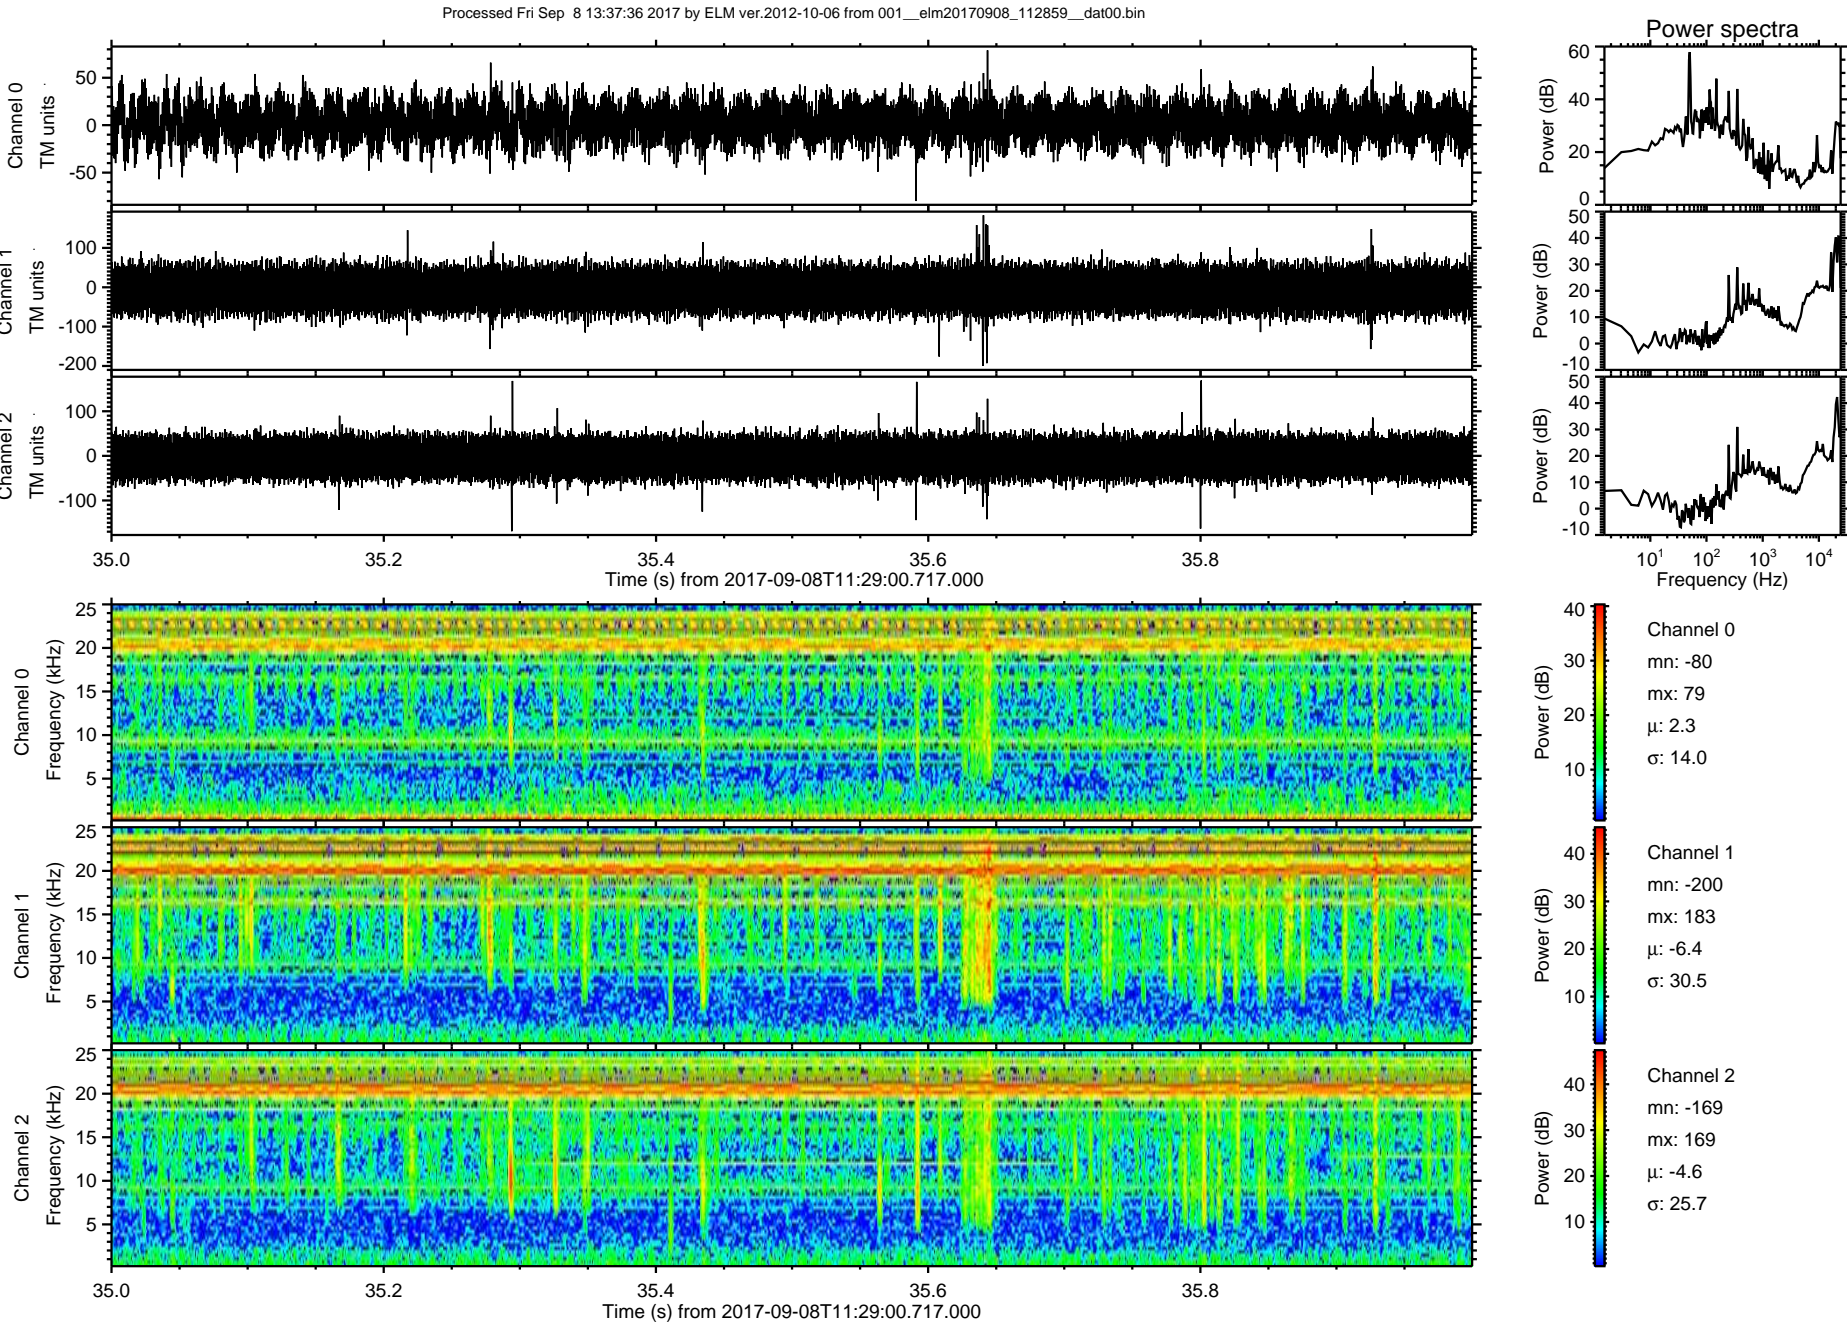 Processed Fri Sep  8 13:37:36 2017 by ELM ver.2012-10-06 from 001__elm20170908_112859__dat00.bin
Power spectra
Channel 0
TM units
50
0
-50
Power (dB)
60
40
20
0
Channel 1
TM units
100
0
-100
-200
Power (dB)
50
40
30
20
10
0
-10
Channel 2
TM units
100
0
-100
Power (dB)
50
40
30
20
10
0
-10
35.0 35.2 35.4 35.6 35.8
Time (s) from 2017-09-08T11:29:00.717.000
10^1 10^2 10^3 10^4
Frequency (Hz)
Channel 0
Frequency (kHz)
25
20
15
10
5
Power (dB)
40
30
20
10
Channel 0
mn: -80
mx: 79
μ: 2.3
σ: 14.0
Channel 1
Frequency (kHz)
25
20
15
10
5
Power (dB)
40
30
20
10
Channel 1
mn: -200
mx: 183
μ: -6.4
σ: 30.5
Channel 2
Frequency (kHz)
25
20
15
10
5
Power (dB)
40
30
20
10
Channel 2
mn: -169
mx: 169
μ: -4.6
σ: 25.7
35.0 35.2 35.4 35.6 35.8
Time (s) from 2017-09-08T11:29:00.717.000